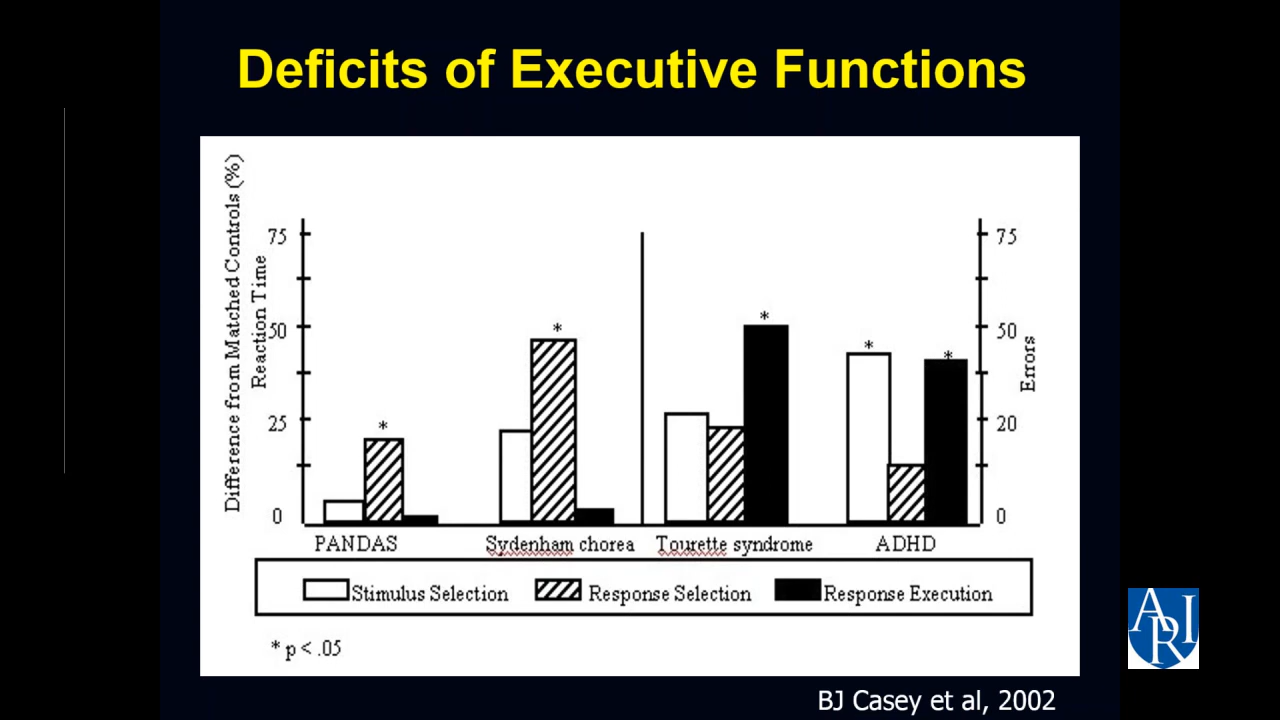 Deficits of Executive Functions
Difference from Matched Controls (%)
Reaction Time
75
50
25
0
*
*
*
*
*
75
50
20
0
Errors
PANDAS
Sydenham chorea
Tourette syndrome
ADHD
Stimulus Selection
Response Selection
Response Execution
* p < .05
BJ Casey et al, 2002
ARI